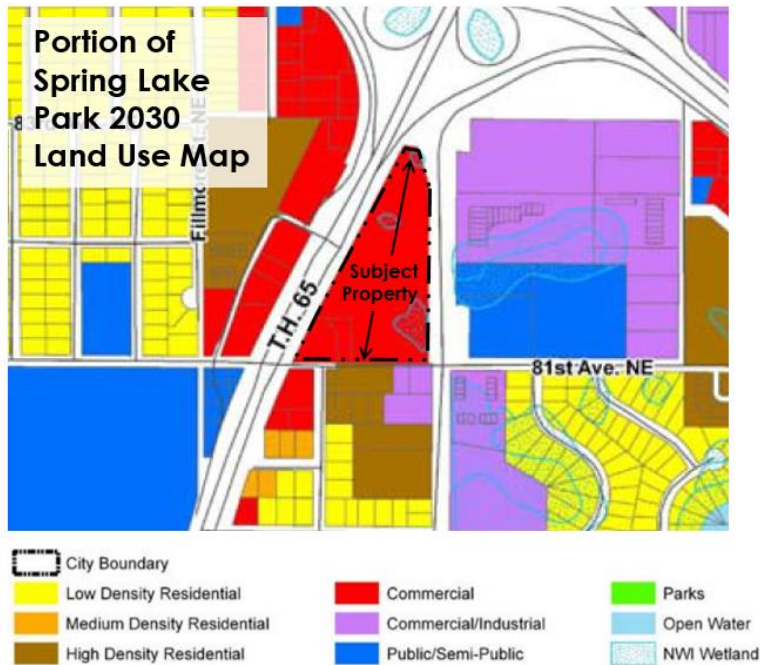 Portion of
Spring Lake
Park 2030
Land Use Map
Fillmore St. NE
Subject
Property
T.H. 65
81st Ave. NE
City Boundary
Low Density Residential
Medium Density Residential
High Density Residential
Commercial
Commercial/Industrial
Public/Semi-Public
Parks
Open Water
NWI Wetland